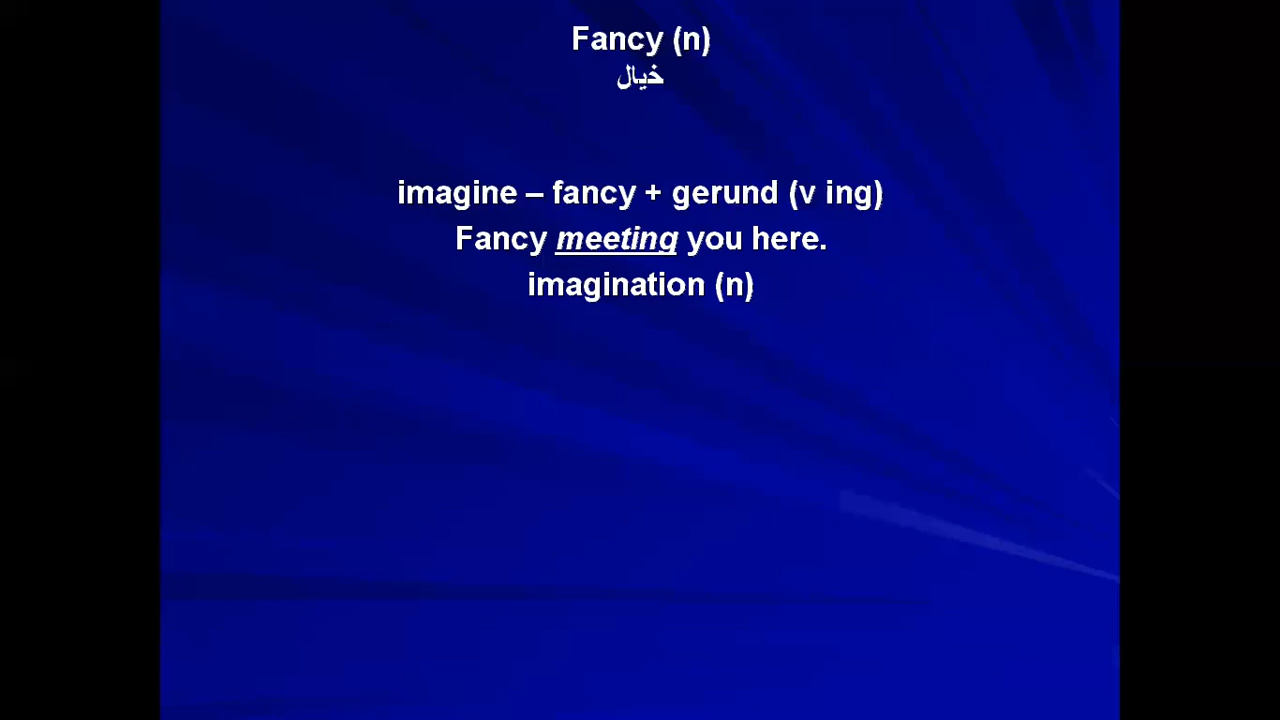 Fancy (n)
خيال
imagine – fancy + gerund (v ing)
Fancy meeting you here.
imagination (n)